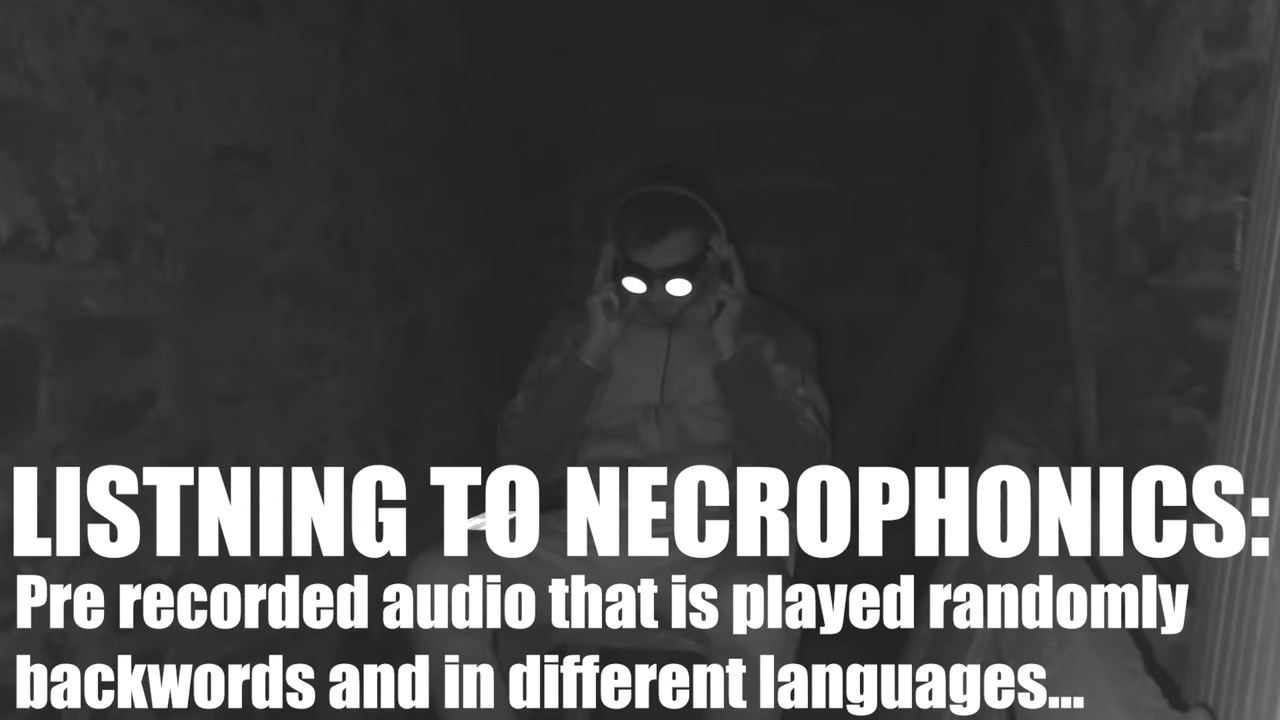 LISTNING TO NECROPHONICS:
Pre recorded audio that is played randomly
backwords and in different languages...